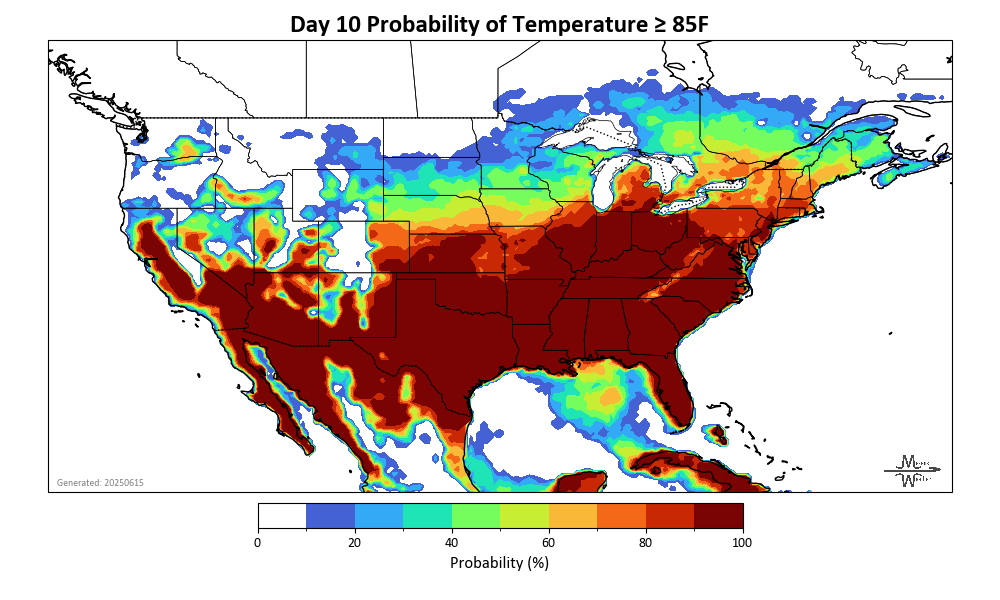 Day 10 Probability of Temperature ≥ 85F
Generated: 20250615
0 20 40 60 80 100
Probability (%)